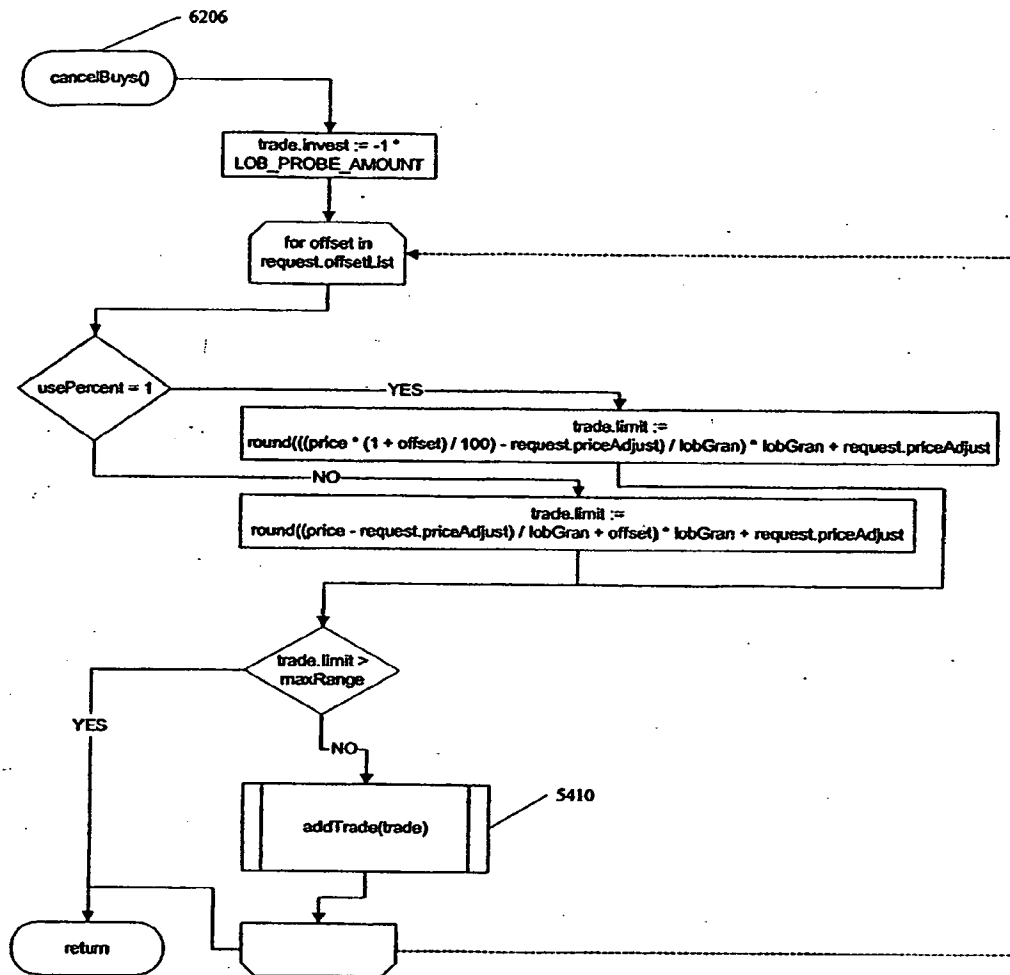 6206
cancelBuys()
trade.invest := -1 *
LOB_PROBE_AMOUNT
for offset in
request.offsetList
usePercent = 1
YES
trade.limit :=
round(((price * (1 + offset) / 100) - request.priceAdjust) / lobGran) * lobGran + request.priceAdjust
NO
trade.limit :=
round((price - request.priceAdjust) / lobGran + offset) * lobGran + request.priceAdjust
trade.limit >
maxRange
YES
NO
5410
addTrade(trade)
return